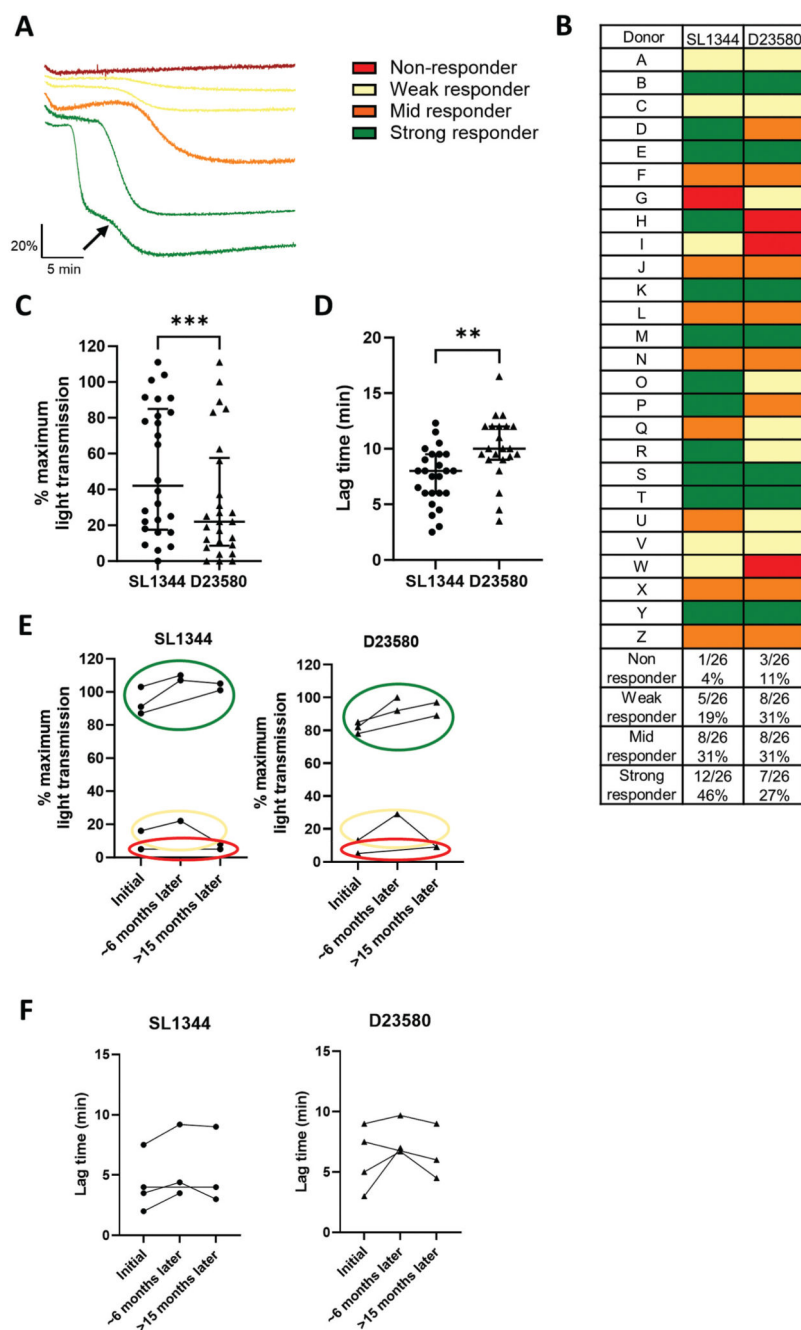 A
Non-responder
Weak responder
Mid responder
Strong responder
20%
5 min
B
Donor SL1344 D23580
A
B
C
D
E
F
G
H
I
J
K
L
M
N
O
P
Q
R
S
T
U
V
W
X
Y
Z
Non responder 1/26 4% 3/26 11%
Weak responder 5/26 19% 8/26 31%
Mid responder 8/26 31% 8/26 31%
Strong responder 12/26 46% 7/26 27%
C
***
% maximum
light transmission
120
100
80
60
40
20
0
SL1344 D23580
D
**
Lag time (min)
20
15
10
5
0
SL1344 D23580
E
SL1344
% maximum
light transmission
120
100
80
60
40
20
0
Initial
~6 months later
>15 months later
D23580
% maximum
light transmission
120
100
80
60
40
20
0
Initial
~6 months later
>15 months later
F
SL1344
Lag time (min)
15
10
5
0
Initial
~6 months later
>15 months later
D23580
Lag time (min)
15
10
5
0
Initial
~6 months later
>15 months later